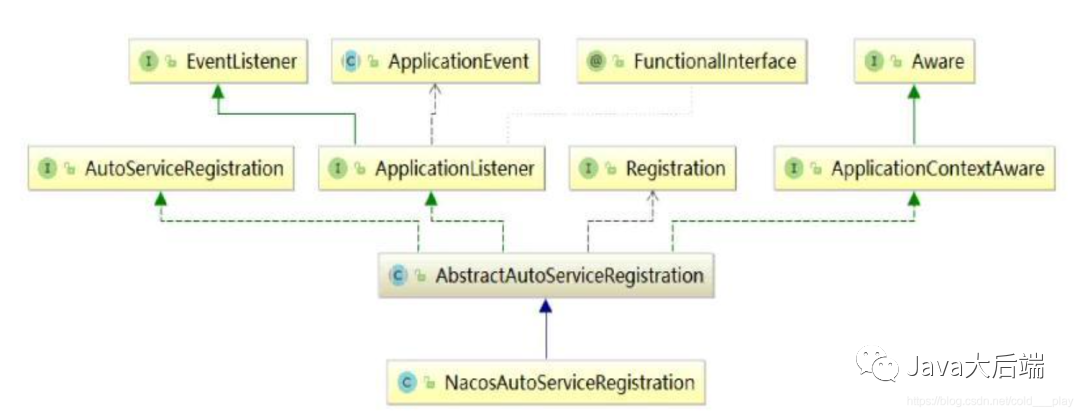 I EventListener
C ApplicationEvent
@ FunctionalInterface
I Aware
I AutoServiceRegistration
I ApplicationListener
I Registration
I ApplicationContextAware
C AbstractAutoServiceRegistration
C NacosAutoServiceRegistration
Java大后端
https://blog.csdn.net/cold___play